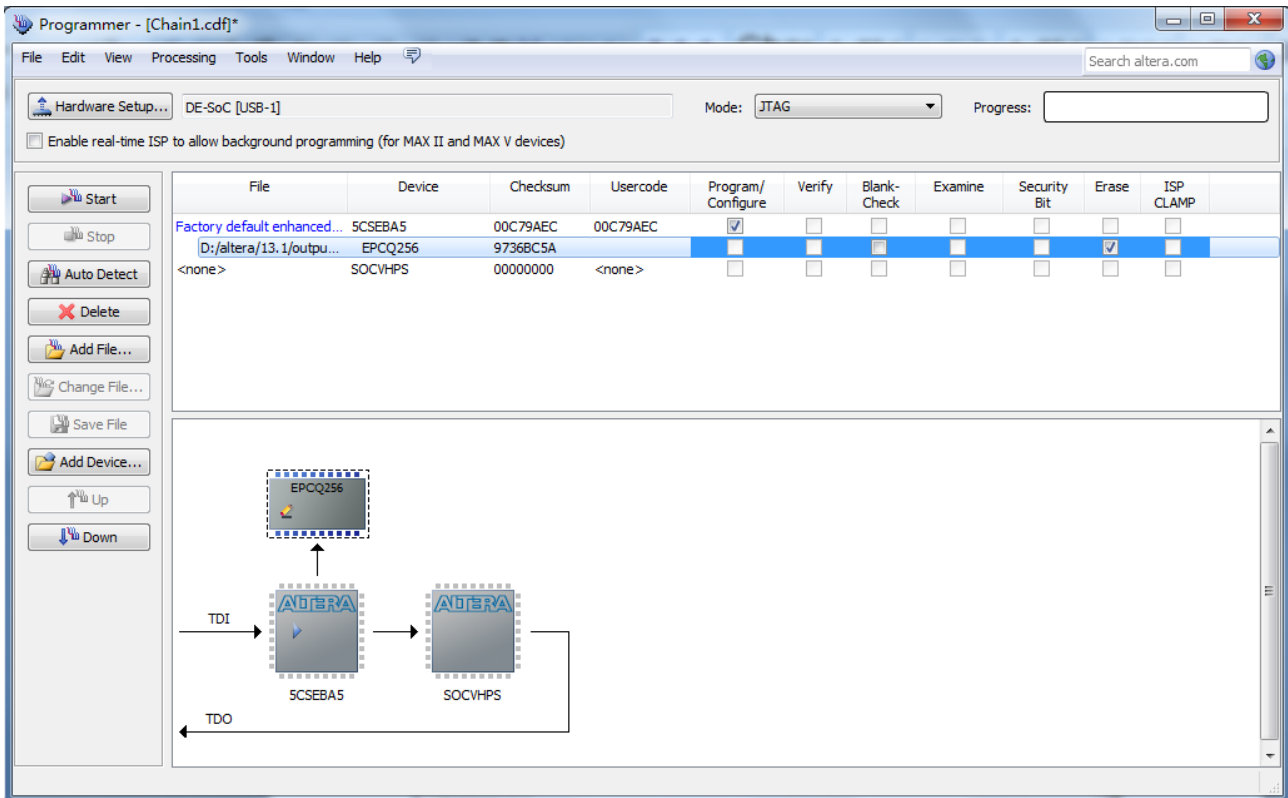 Programmer - [Chain1.cdf]*
File Edit View Processing Tools Window Help Search altera.com
Hardware Setup... DE-SoC [USB-1] Mode: JTAG Progress:
Enable real-time ISP to allow background programming (for MAX II and MAX V devices)
Start
Stop
Auto Detect
Delete
Add File...
Change File...
Save File
Add Device...
Up
Down
File Device Checksum Usercode Program/ Verify Blank- Examine Security Erase ISP
Configure Check Bit CLAMP
Factory default enhanced... 5CSEBA5 00C79AEC 00C79AEC
D:/altera/13.1/outpu... EPCQ256 9736BC5A
<none> SOCVHPS 00000000 <none>
EPCQ256
TDI
ALTERA ALTERA
5CSEBA5 SOCVHPS
TDO